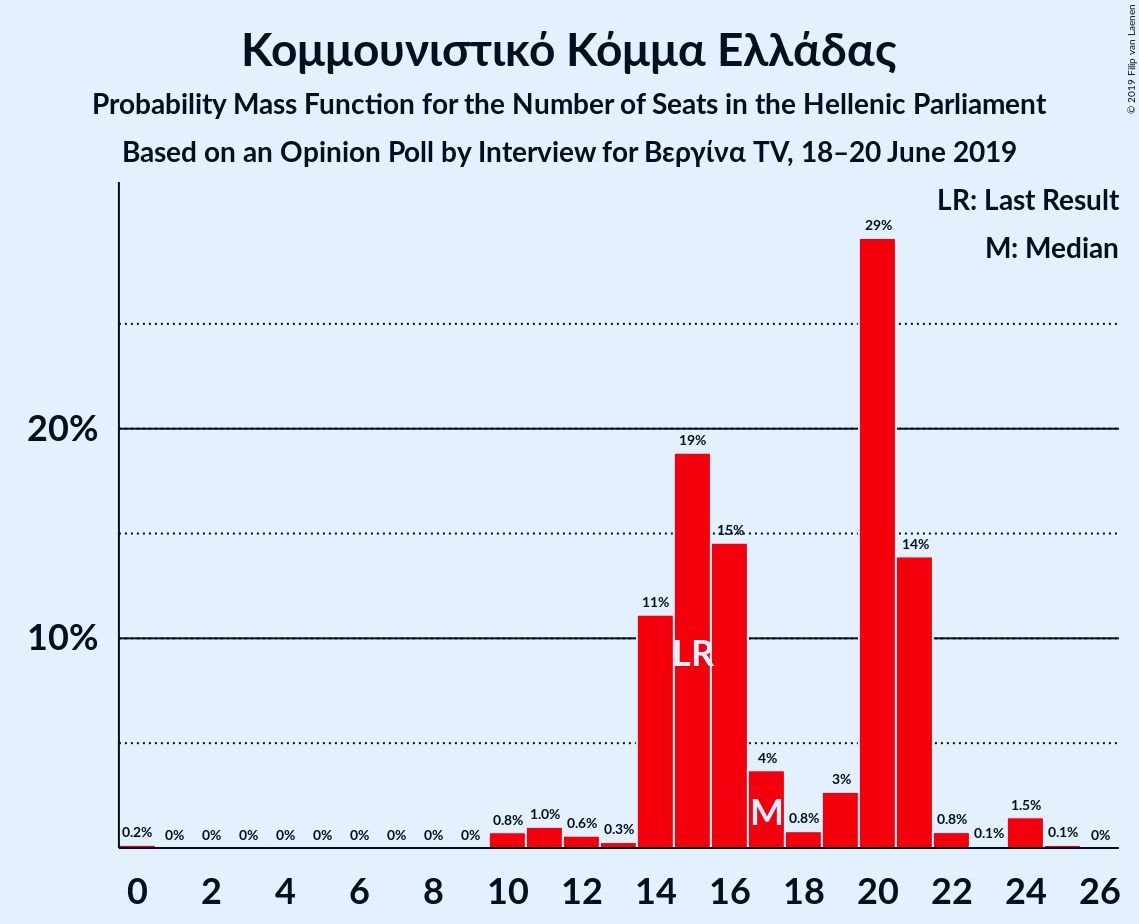 Κομμουνιστικό Κόμμα Ελλάδας
Probability Mass Function for the Number of Seats in the Hellenic Parliament
Based on an Opinion Poll by Interview for Βεργίνα TV, 18–20 June 2019
© 2019 Filip van Laenen
LR: Last Result
M: Median
29%
20%
19%
15%
14%
11%
10%
LR
4%
3%
M
1.5%
0.2% 0% 0% 0% 0% 0% 0% 0% 0% 0% 0.8% 1.0% 0.6% 0.3% 0.8% 0.8% 0.1% 0.1% 0%
0 2 4 6 8 10 12 14 16 18 20 22 24 26